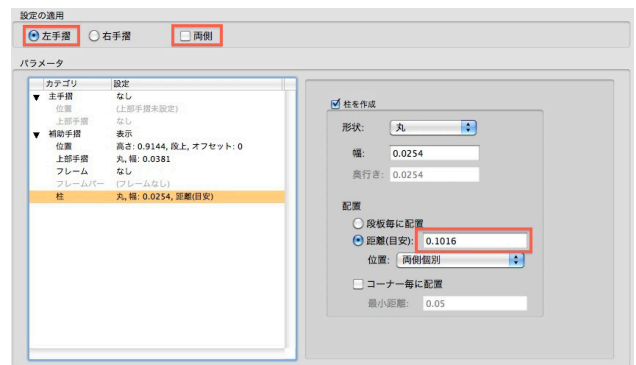 設定の適用
左手摺 右手摺 両側
パラメータ
カテゴリ 設定
主手摺 なし
位置 (上部手摺未設定)
上部手摺 なし
補助手摺 表示
位置 高さ: 0.9144, 段上, オフセット: 0
上部手摺 丸, 幅: 0.0381
フレーム なし
フレームバー (フレームなし)
柱 丸, 幅: 0.0254, 距離(目安)
柱を作成
形状: 丸
幅: 0.0254
奥行き: 0.0254
配置
段板毎に配置
距離(目安): 0.1016
位置: 両側個別
コーナー毎に配置
最小距離: 0.05